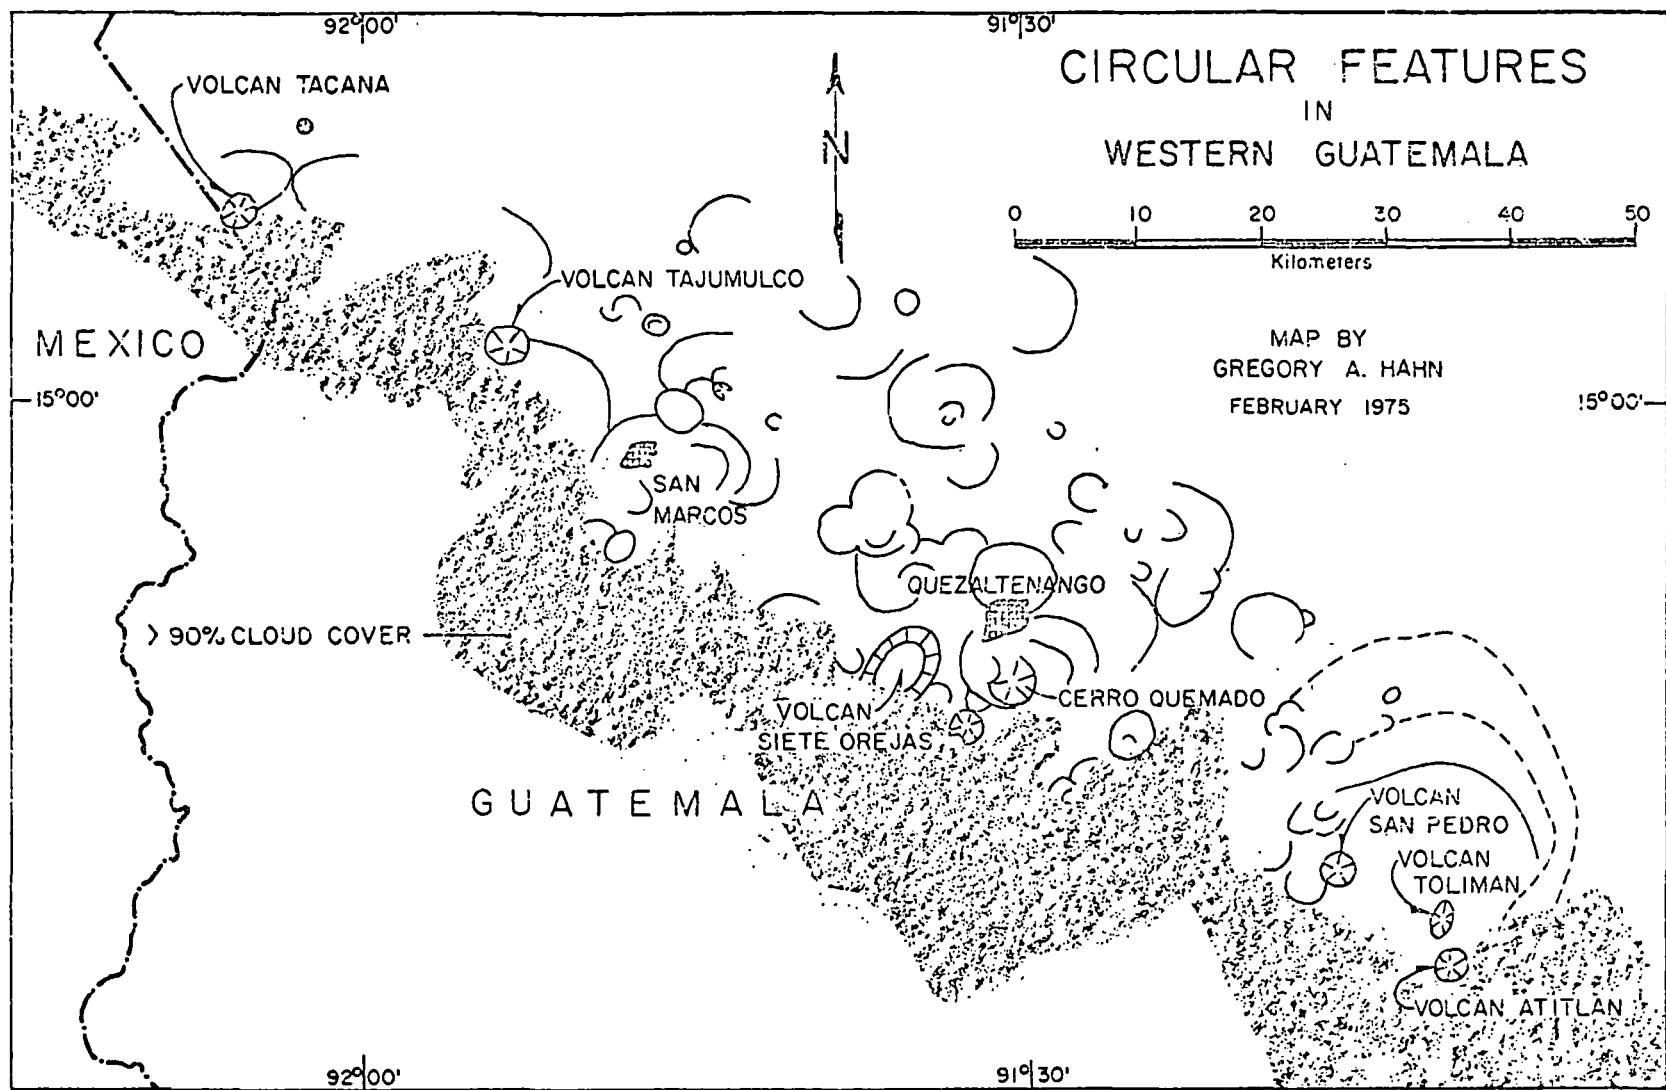 92°00'
91°30'
CIRCULAR FEATURES
IN
WESTERN GUATEMALA
VOLCAN TACANA
N
0 10 20 30 40 50
Kilometers
VOLCAN TAJUMULCO
MEXICO
MAP BY
GREGORY A. HAHN
FEBRUARY 1975
15°00'
15°00'
SAN
MARCOS
QUEZALTENANGO
> 90% CLOUD COVER
CERRO QUEMADO
VOLCAN
SIETE OREJAS
GUATEMALA
VOLCAN
SAN PEDRO
VOLCAN
TOLIMAN
VOLCAN ATITLAN
92°00'
91°30'